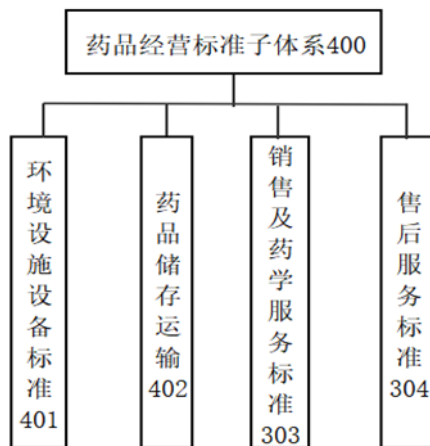 药品经营标准子体系400
环境设施设备标准401
药品储存运输402
销售及药学服务标准303
售后服务标准304